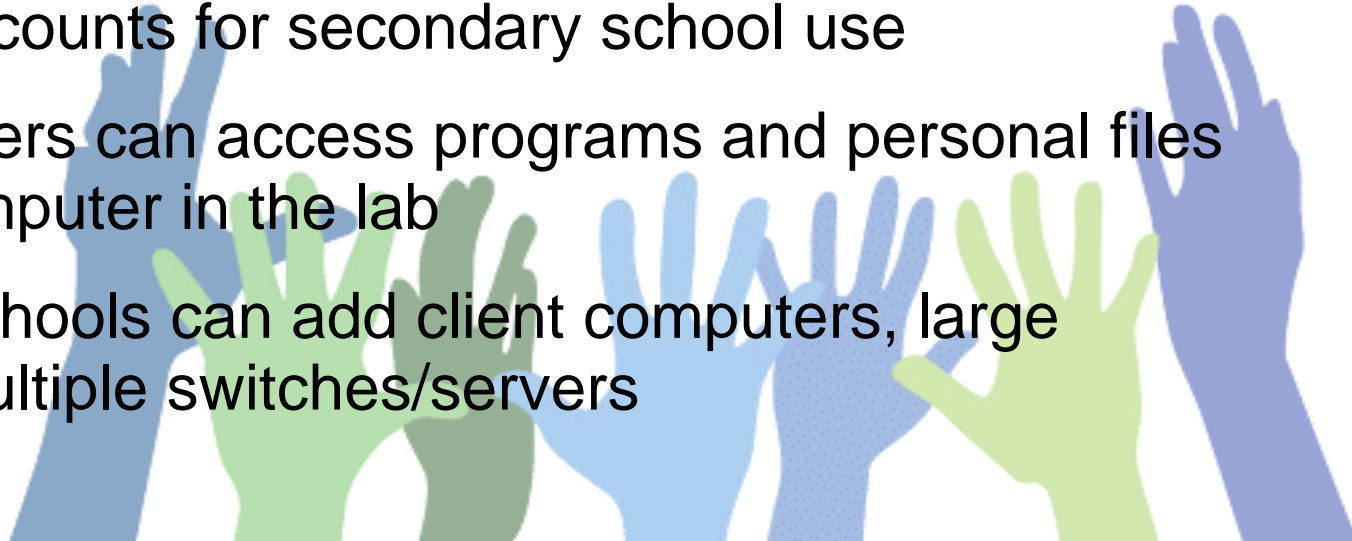 counts for secondary school use
ers can access programs and personal files
nputer in the lab
hools can add client computers, large
ultiple switches/servers